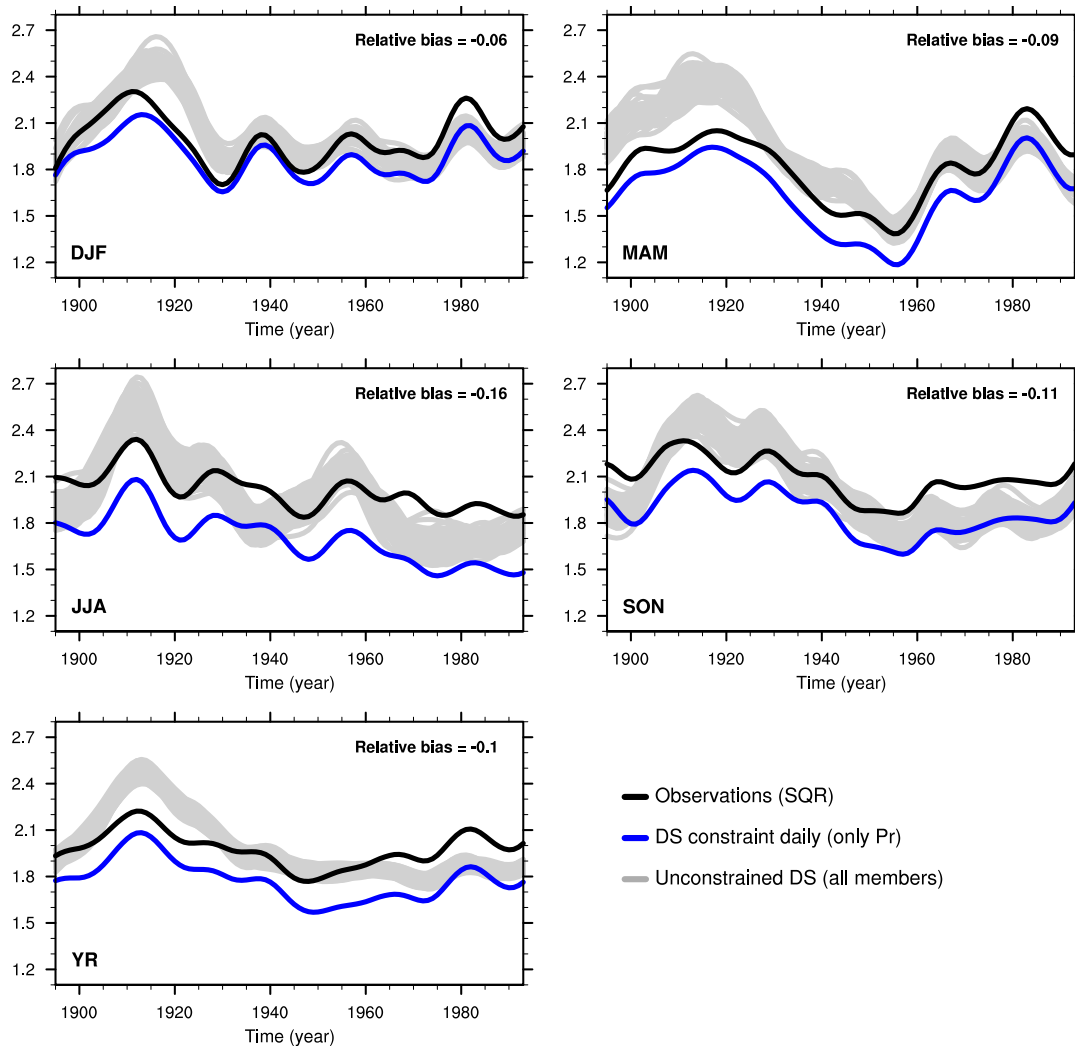 2.7
2.4
2.1
1.8
1.5
1.2
Relative bias = -0.06
DJF
1900 1920 1940 1960 1980
Time (year)
2.7
2.4
2.1
1.8
1.5
1.2
Relative bias = -0.09
MAM
1900 1920 1940 1960 1980
Time (year)
2.7
2.4
2.1
1.8
1.5
1.2
Relative bias = -0.16
JJA
1900 1920 1940 1960 1980
Time (year)
2.7
2.4
2.1
1.8
1.5
1.2
Relative bias = -0.11
SON
1900 1920 1940 1960 1980
Time (year)
2.7
2.4
2.1
1.8
1.5
1.2
Relative bias = -0.1
YR
1900 1920 1940 1960 1980
Time (year)
Observations (SQR)
DS constraint daily (only Pr)
Unconstrained DS (all members)